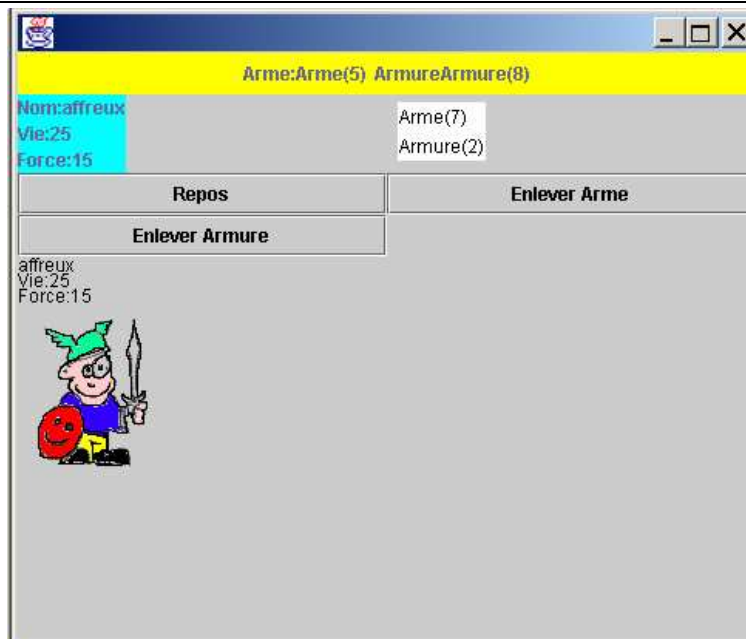 Arme:Arme(5) ArmureArmure(8)
Nom:affreux
Vie:25
Force:15
Arme(7)
Armure(2)
Repos
Enlever Arme
Enlever Armure
affreux
Vie:25
Force:15